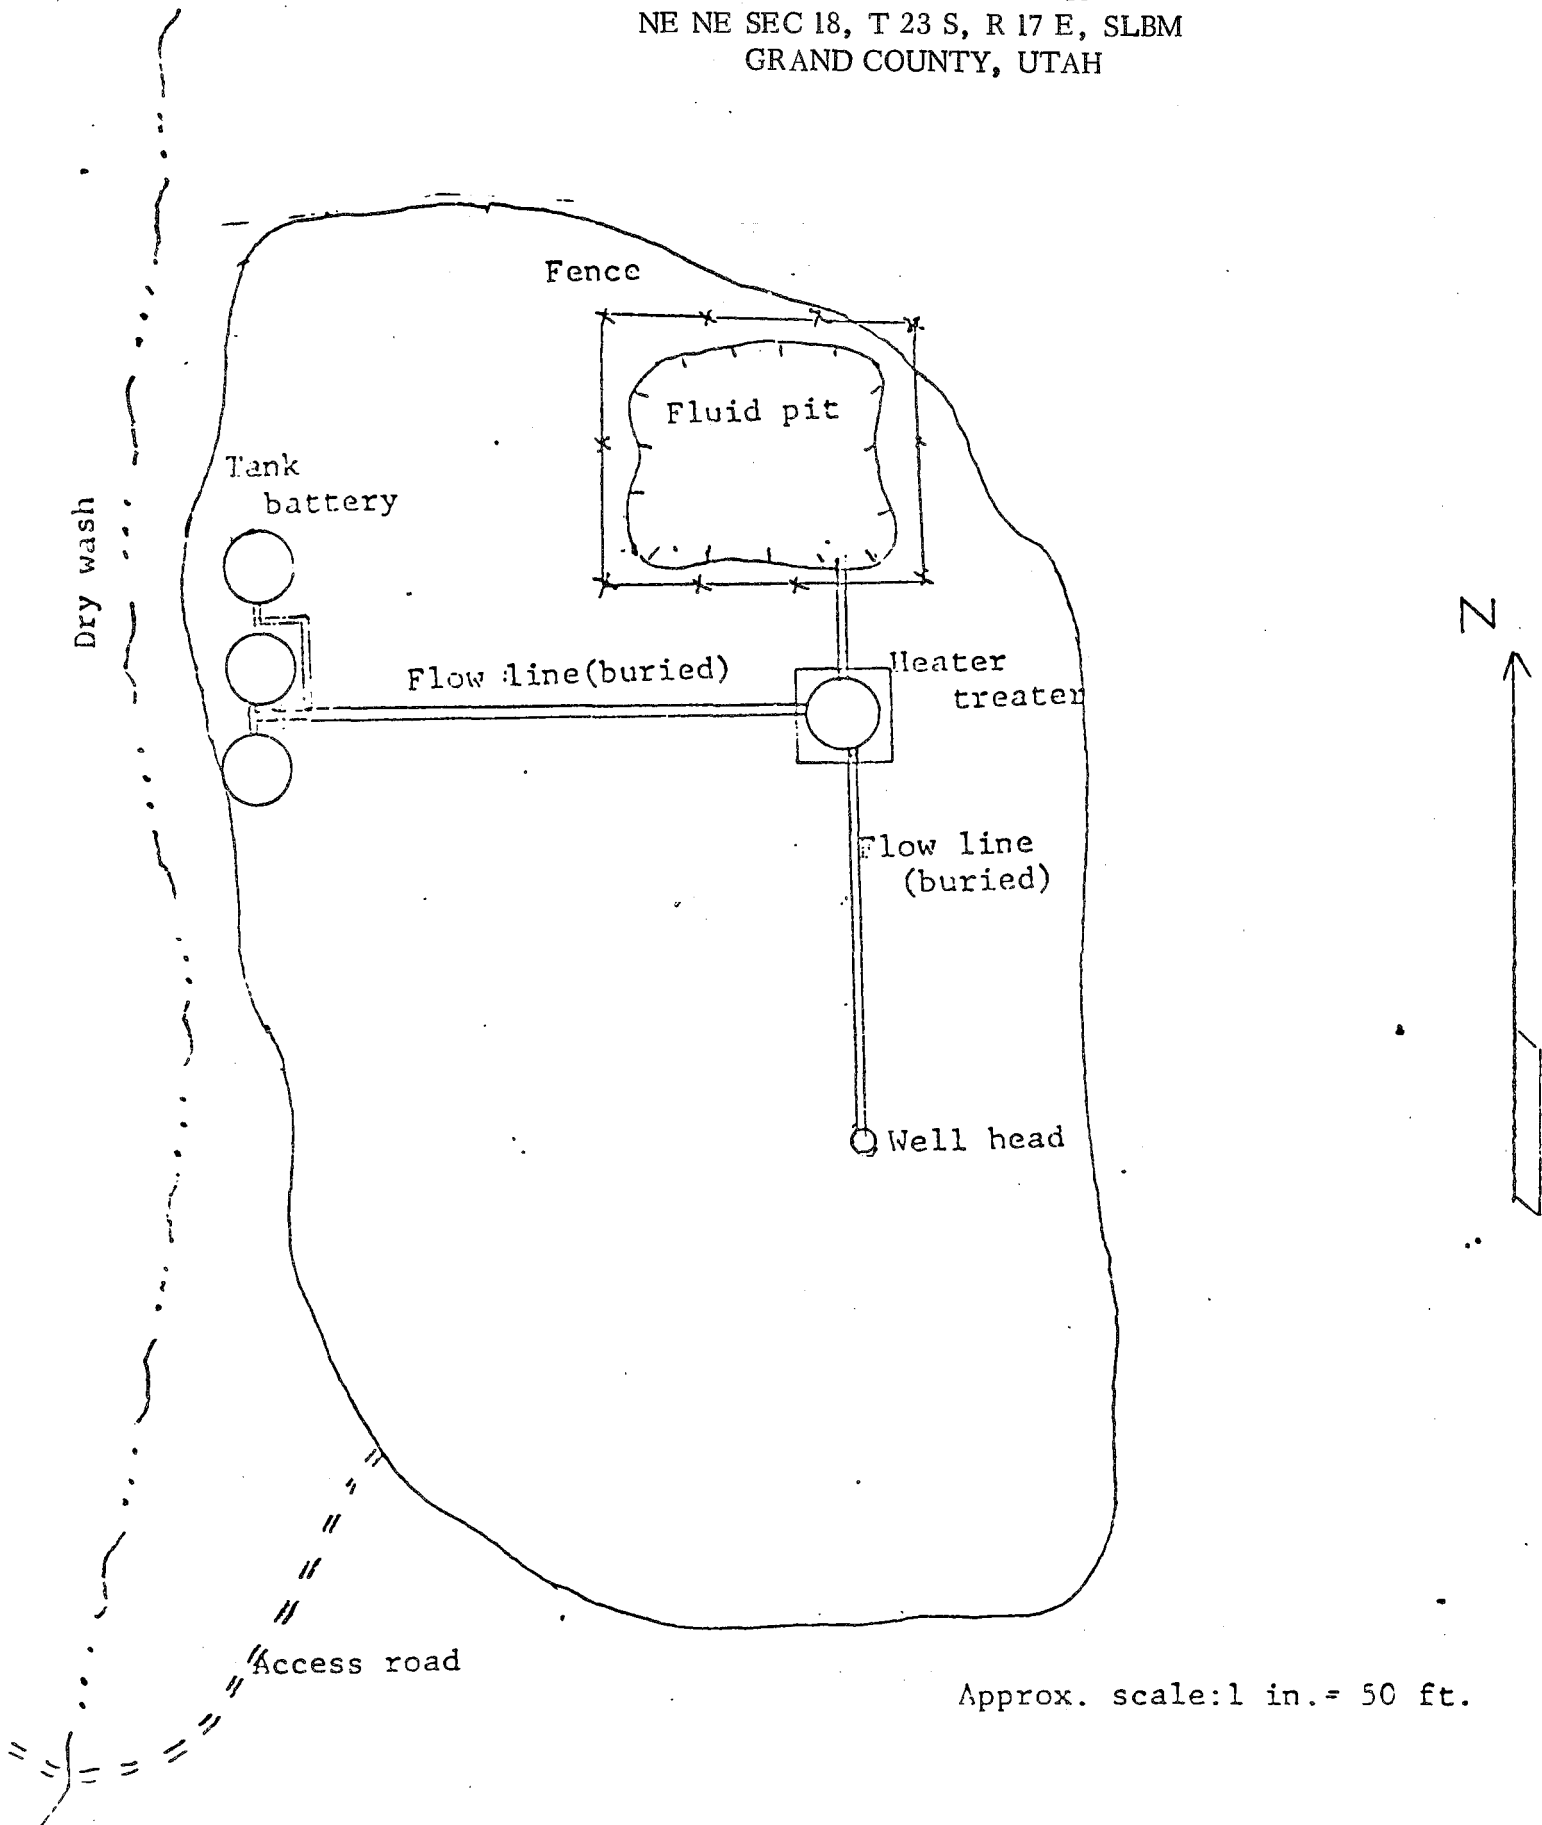 NE NE SEC 18, T 23 S, R 17 E, SLBM
GRAND COUNTY, UTAH
Fence
Fluid pit
Tank
battery
Dry wash
N
Flow line(buried)
Heater
treater
Flow line
(buried)
Well head
Access road
Approx. scale:1 in.= 50 ft.